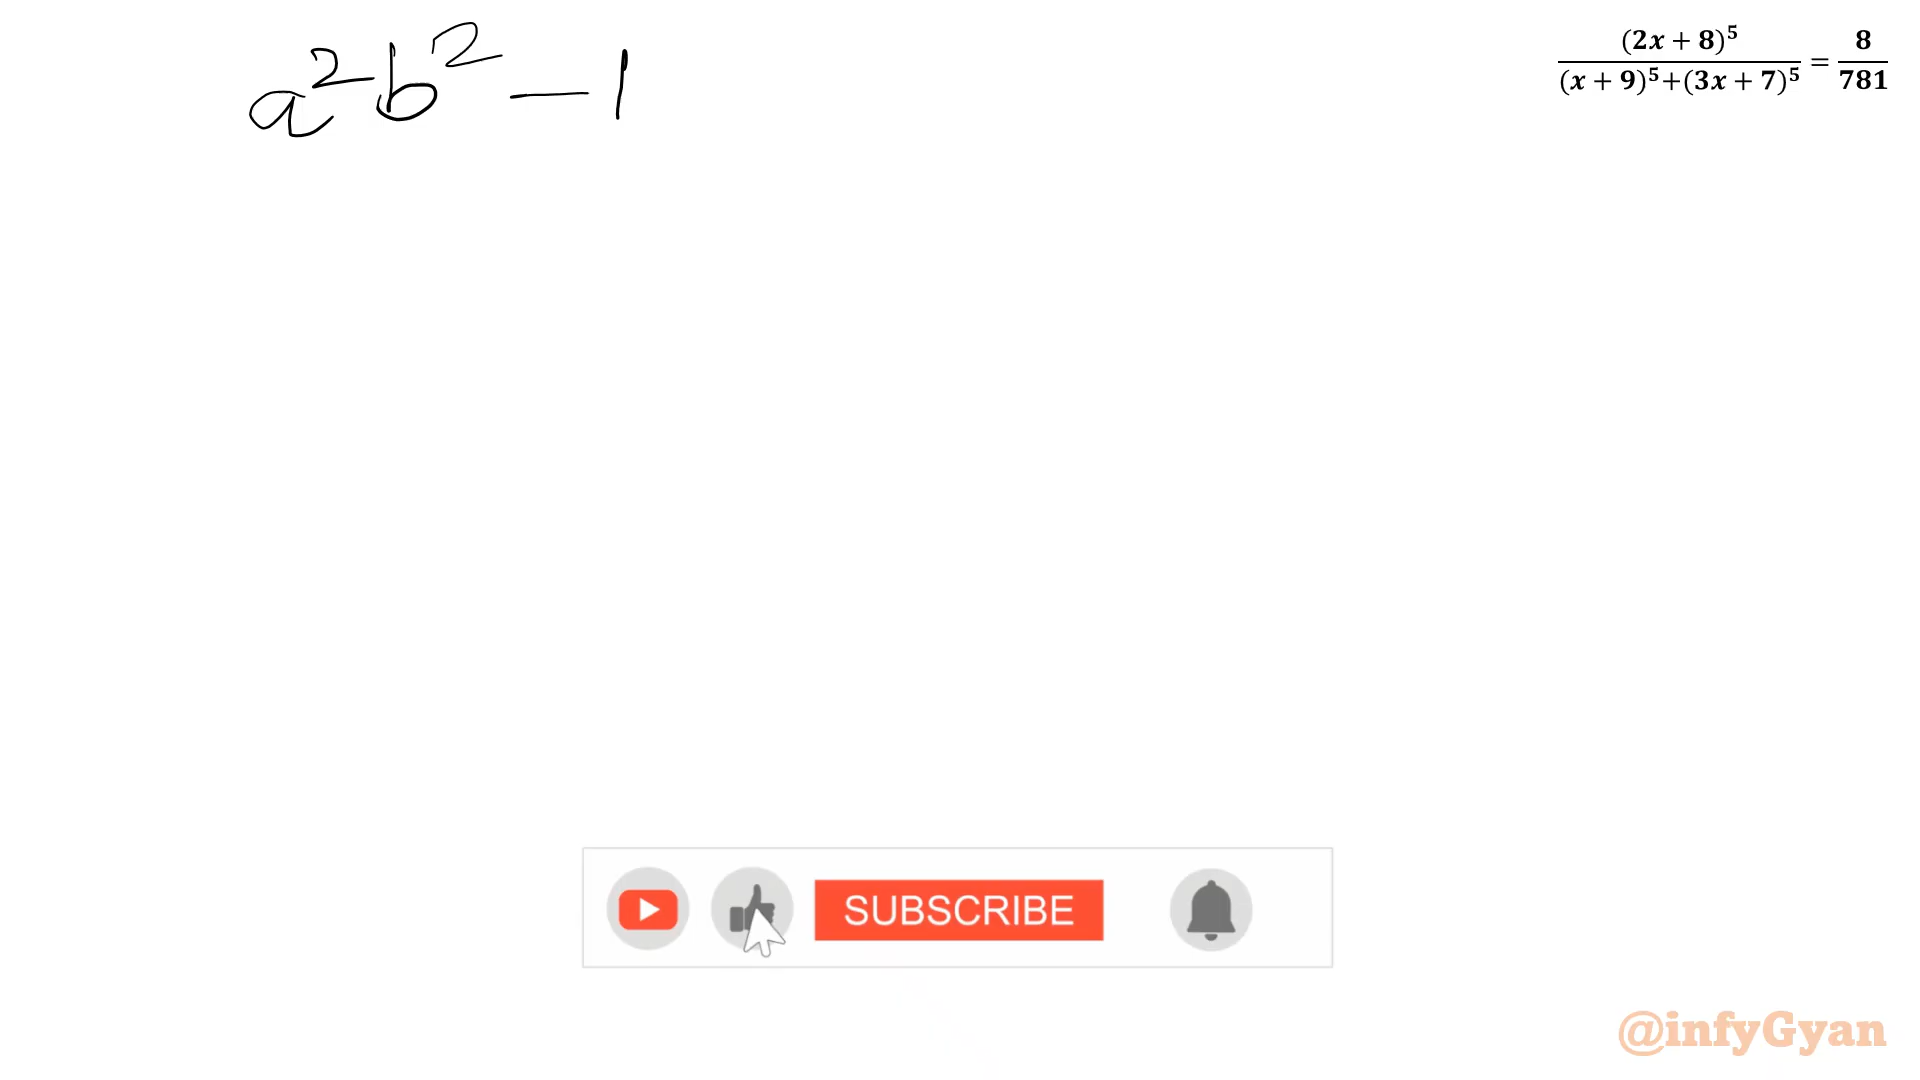 a²b² – 1
(2x + 8)⁵ / ((x + 9)⁵+(3x + 7)⁵) = 8/781
SUBSCRIBE
@infyGyan